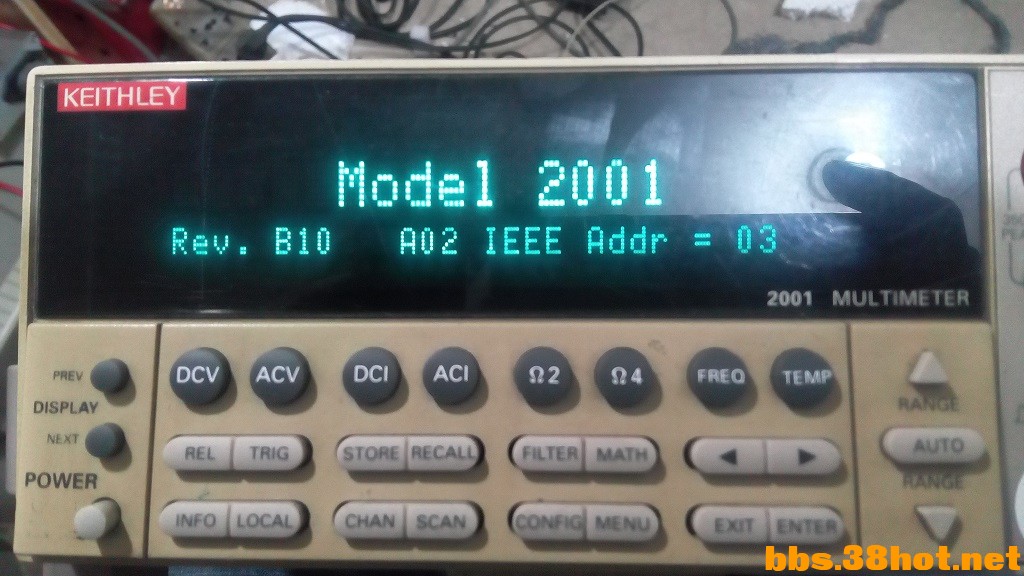 KEITHLEY
Model 2001
Rev. B10 A02 IEEE Addr = 03
2001 MULTIMETER
PREV
DISPLAY
NEXT
POWER
DCV ACV DCI ACI Ω2 Ω4 FREQ TEMP
REL TRIG STORE RECALL FILTER MATH
INFO LOCAL CHAN SCAN CONFIG MENU EXIT ENTER
RANGE
AUTO
RANGE
bbs.38hot.net